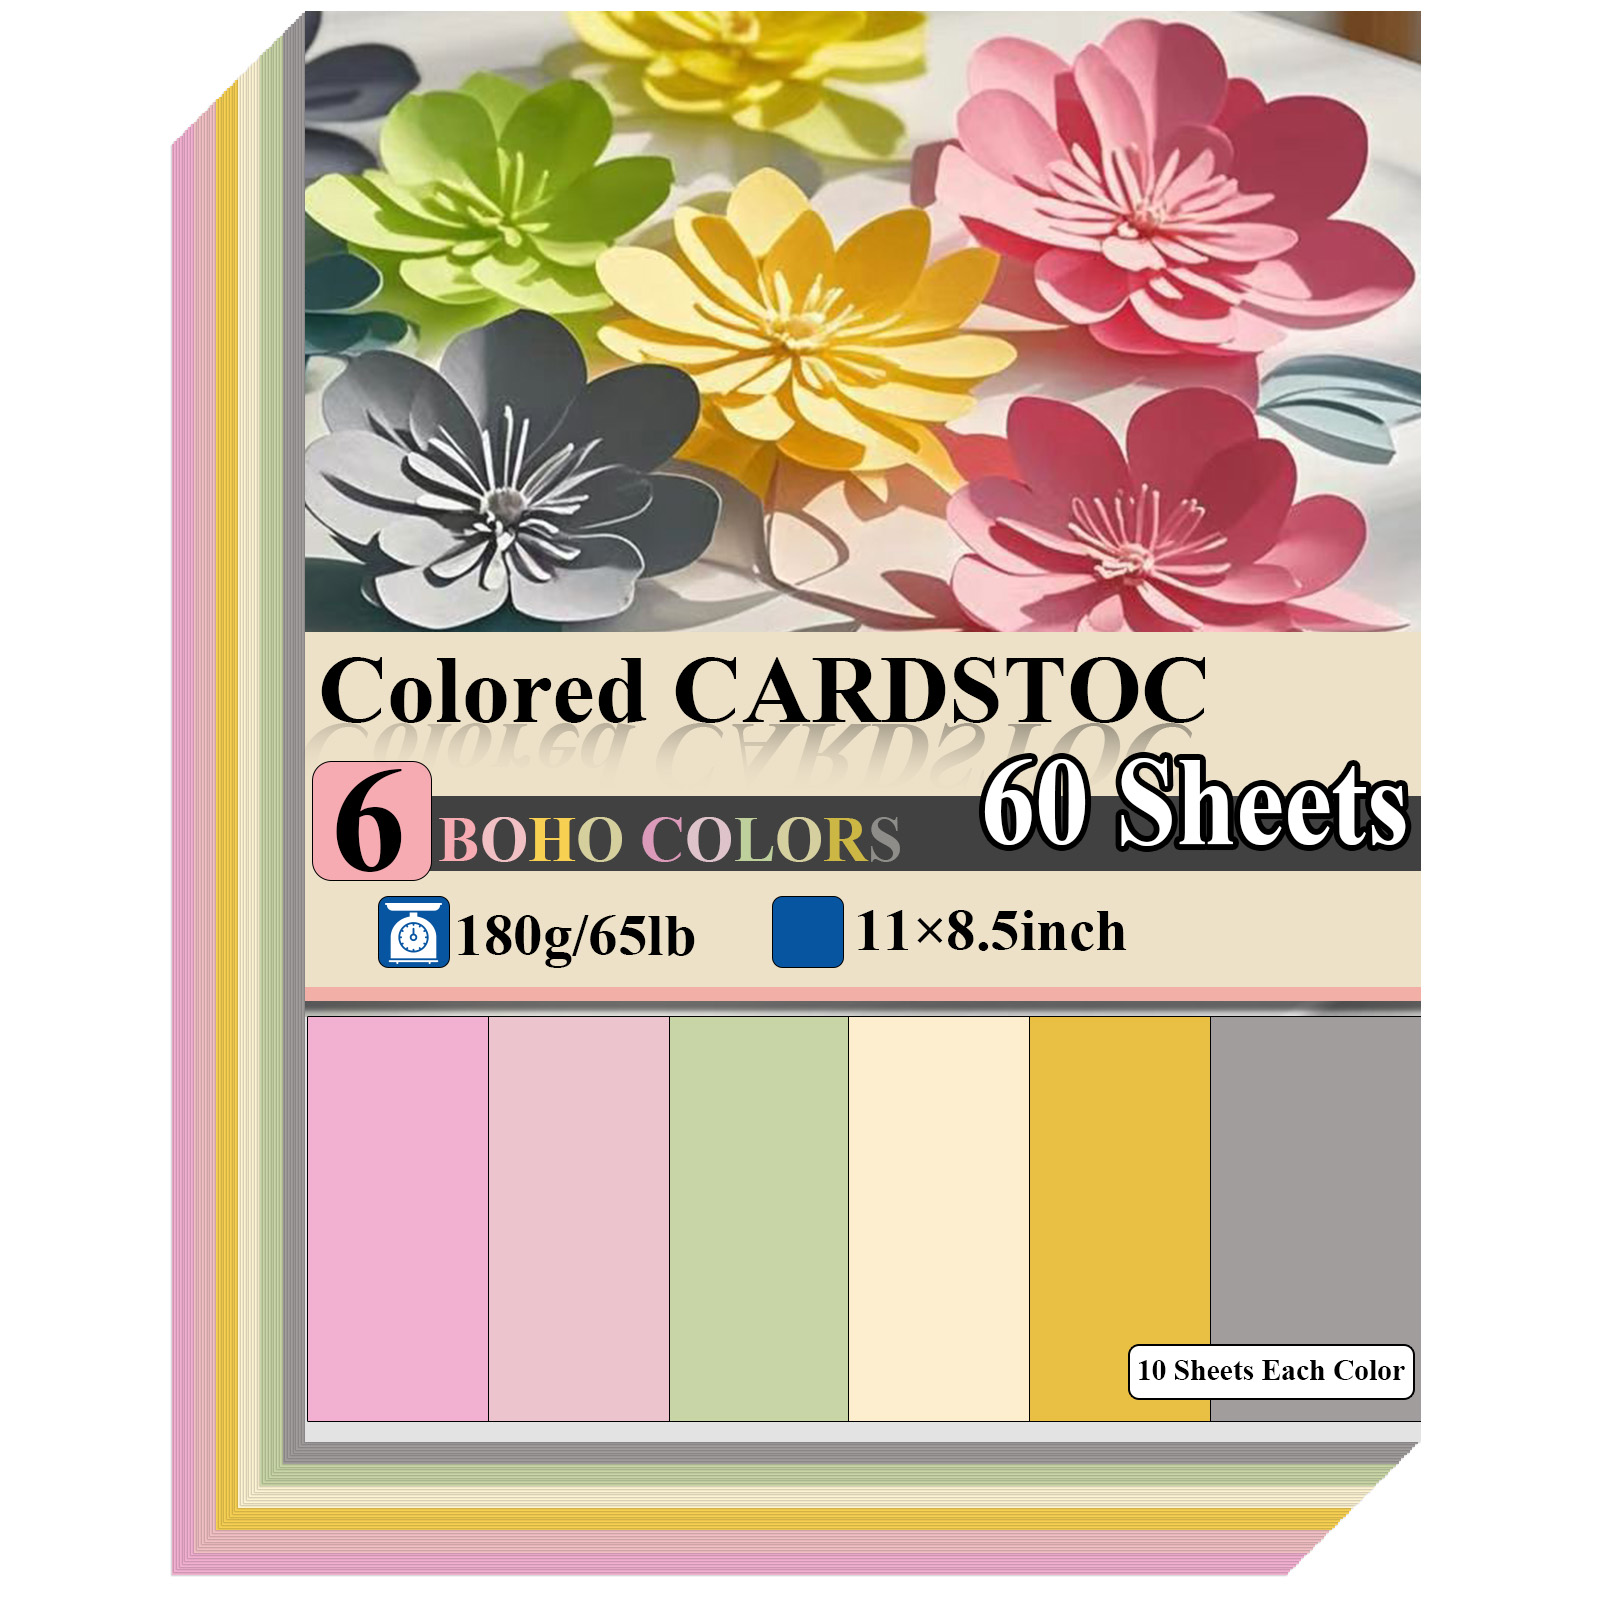 Colored CARDSTOC
60 Sheets
6 BOHO COLORS
180g/65lb
11×8.5inch
10 Sheets Each Color